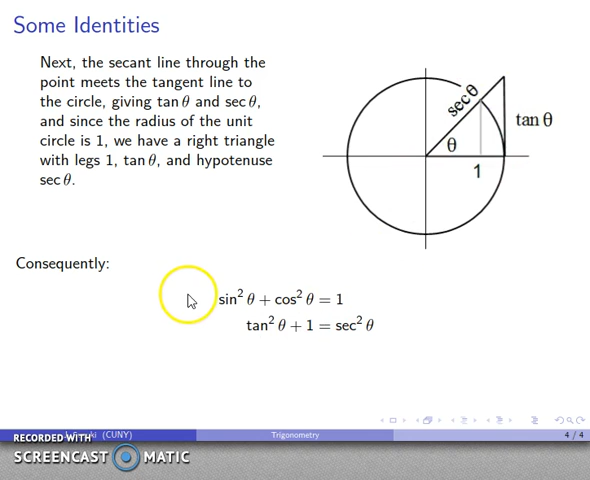 Some Identities
Next, the secant line through the
point meets the tangent line to
the circle, giving tan θ and sec θ,
and since the radius of the unit
circle is 1, we have a right triangle
with legs 1, tan θ, and hypotenuse
sec θ.
sec θ
tan θ
θ
1
Consequently:
sin² θ + cos² θ = 1
tan² θ + 1 = sec² θ
(CUNY)
Trigonometry
4 / 4
RECORDED WITH
SCREENCAST MATIC